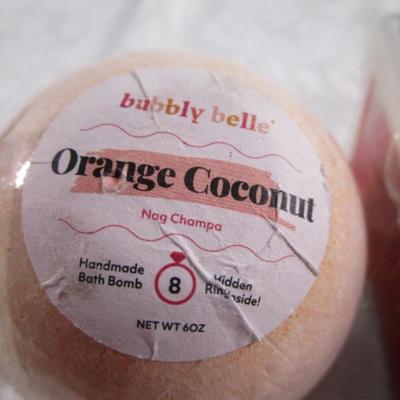 bubbly belle
Orange Coconut
Nag Champa
Handmade
Bath Bomb
8
Hidden
Ring Inside!
NET WT 6OZ